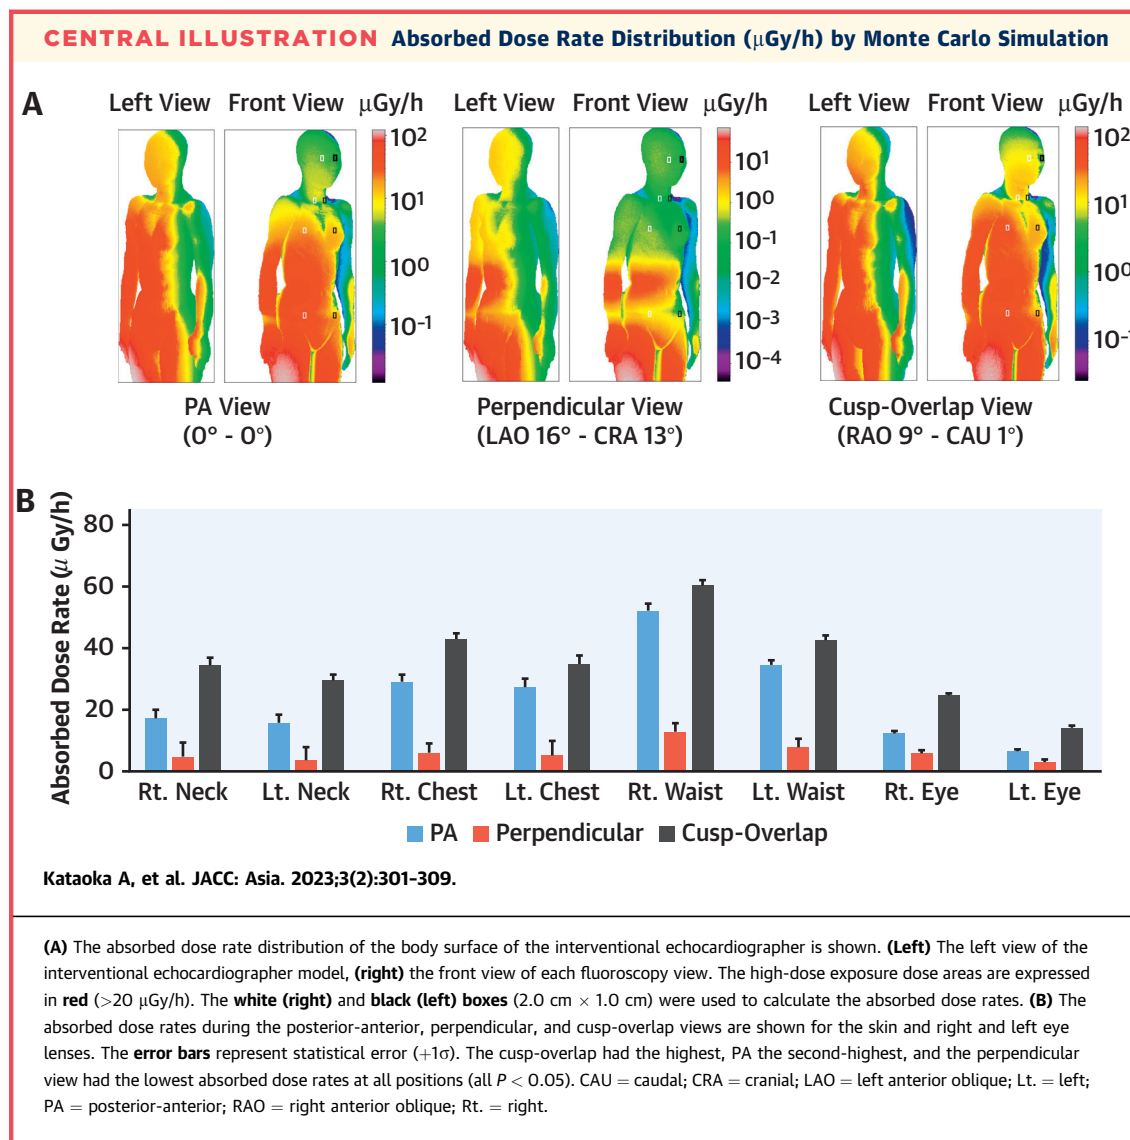 CENTRAL ILLUSTRATION Absorbed Dose Rate Distribution (μGy/h) by Monte Carlo Simulation
A
Left View Front View μGy/h Left View Front View μGy/h Left View Front View μGy/h
10² 10¹ 10⁰ 10⁻¹
10¹ 10⁰ 10⁻¹ 10⁻² 10⁻³ 10⁻⁴
10² 10¹ 10⁰ 10⁻¹
PA View
(0° - 0°)
Perpendicular View
(LAO 16° - CRA 13°)
Cusp-Overlap View
(RAO 9° - CAU 1°)
B
Absorbed Dose Rate (μ Gy/h)
80
60
40
20
0
Rt. Neck Lt. Neck Rt. Chest Lt. Chest Rt. Waist Lt. Waist Rt. Eye Lt. Eye
PA Perpendicular Cusp-Overlap
Kataoka A, et al. JACC: Asia. 2023;3(2):301–309.
(A) The absorbed dose rate distribution of the body surface of the interventional echocardiographer is shown. (Left) The left view of the
interventional echocardiographer model, (right) the front view of each fluoroscopy view. The high-dose exposure dose areas are expressed
in red (>20 μGy/h). The white (right) and black (left) boxes (2.0 cm × 1.0 cm) were used to calculate the absorbed dose rates. (B) The
absorbed dose rates during the posterior-anterior, perpendicular, and cusp-overlap views are shown for the skin and right and left eye
lenses. The error bars represent statistical error (+1σ). The cusp-overlap had the highest, PA the second-highest, and the perpendicular
view had the lowest absorbed dose rates at all positions (all P < 0.05). CAU = caudal; CRA = cranial; LAO = left anterior oblique; Lt. = left;
PA = posterior-anterior; RAO = right anterior oblique; Rt. = right.